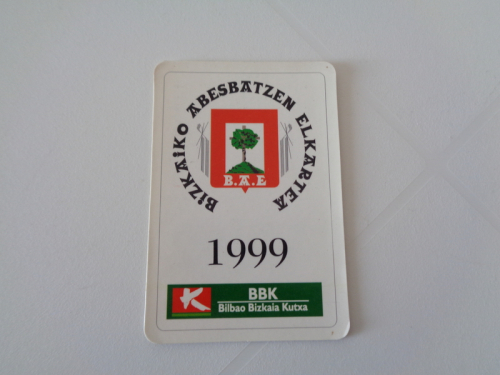 BIZKAIKO ABESBATZEN ELKARTEA
B.A.E
1999
K
BBK
Bilbao Bizkaia Kutxa